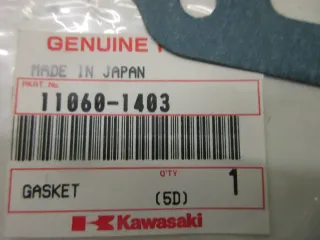 GENUINE P
MADE IN JAPAN
PART No
11060-1403
Q'TY
GASKET (5D) 1
Kawasaki